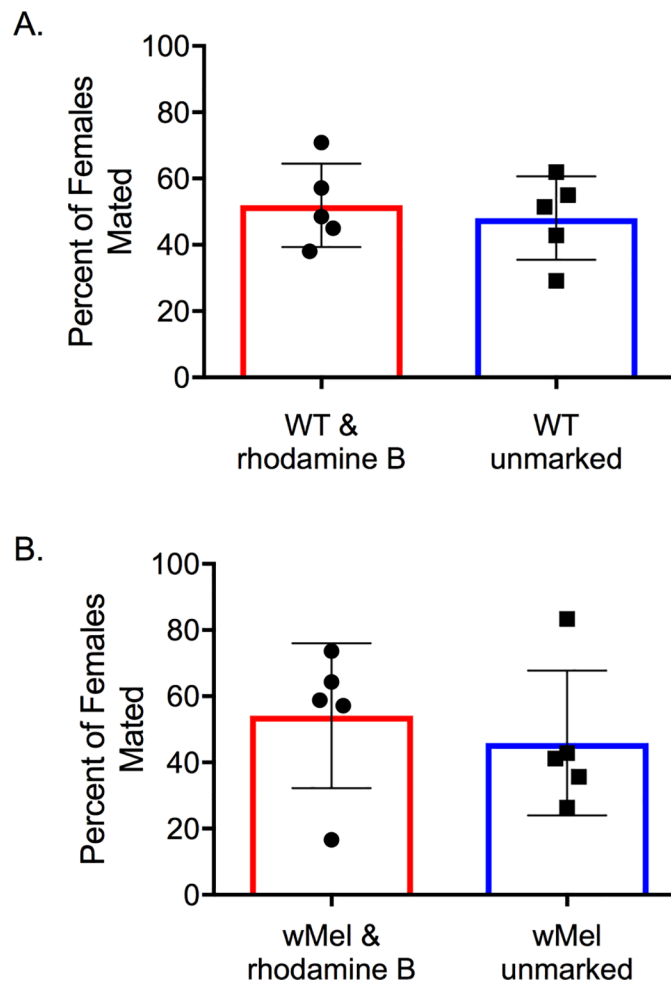 A.
Percent of Females
Mated
100
80
60
40
20
0
WT &
rhodamine B
WT
unmarked
B.
Percent of Females
Mated
100
80
60
40
20
0
wMel &
rhodamine B
wMel
unmarked